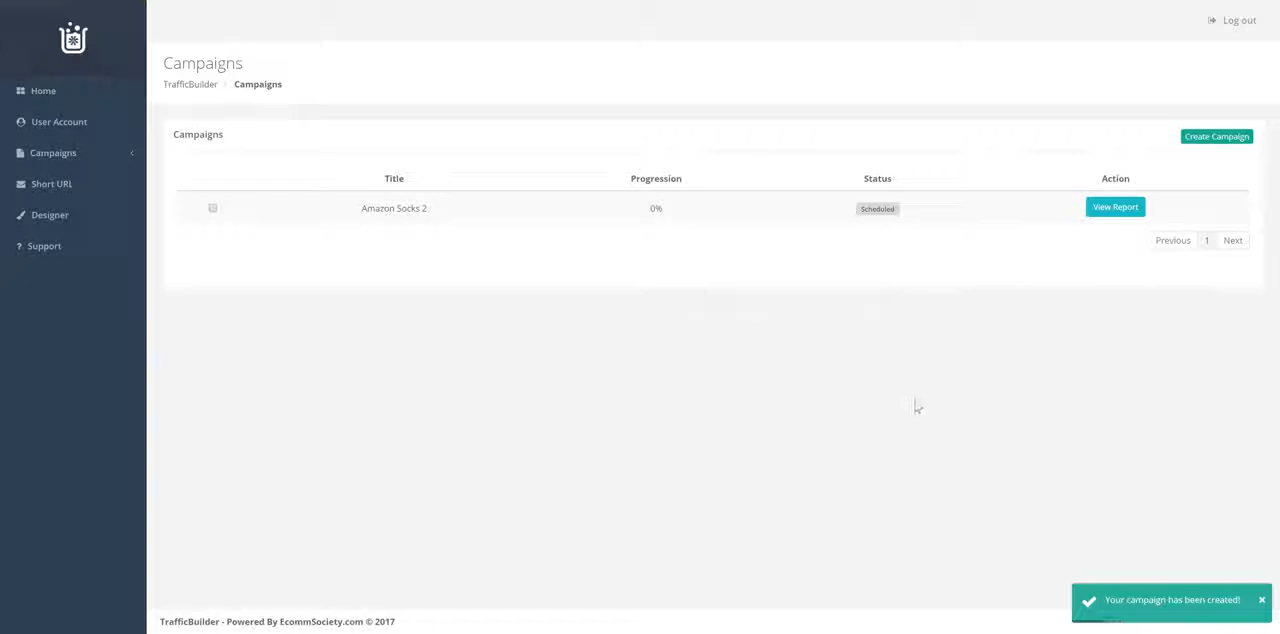 Log out
Campaigns
TrafficBuilder / Campaigns
Home
User Account
Campaigns
Short URL
Designer
? Support
Campaigns
Create Campaign
Title Progression Status Action
Amazon Socks 2 0% Scheduled View Report
Previous 1 Next
Your campaign has been created! ×
TrafficBuilder - Powered By EcommSociety.com © 2017